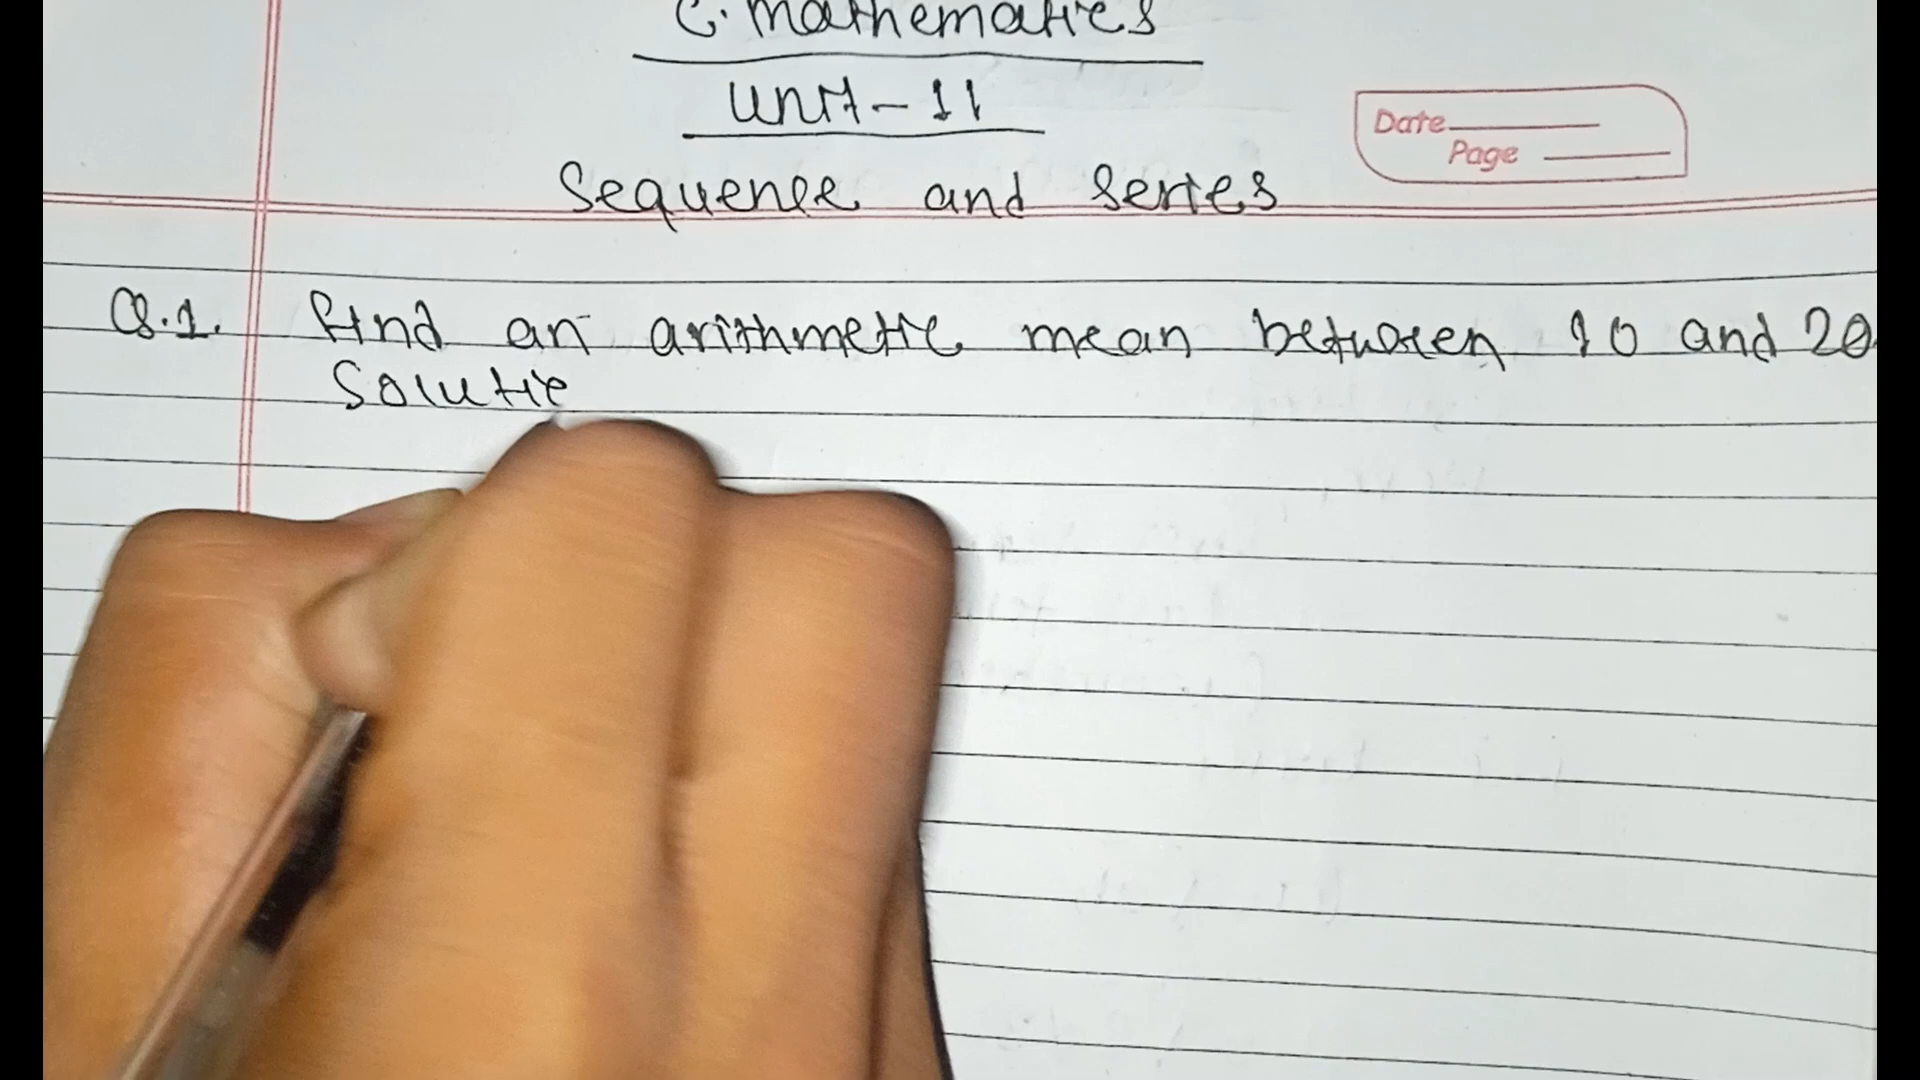 C. Mathematics
Unit-11
Date
Page
Sequence and series
Q.1. Find an arithmetic mean between 10 and 20
Solutio